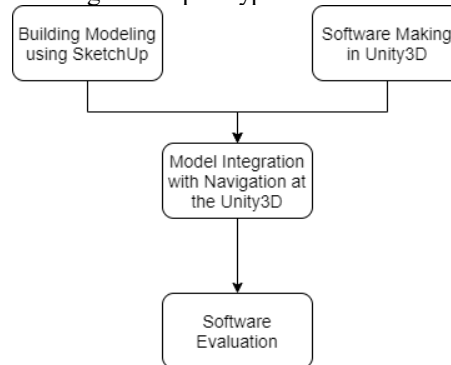 Building Modeling
using SketchUp
Software Making
in Unity3D
Model Integration
with Navigation at
the Unity3D
Software
Evaluation